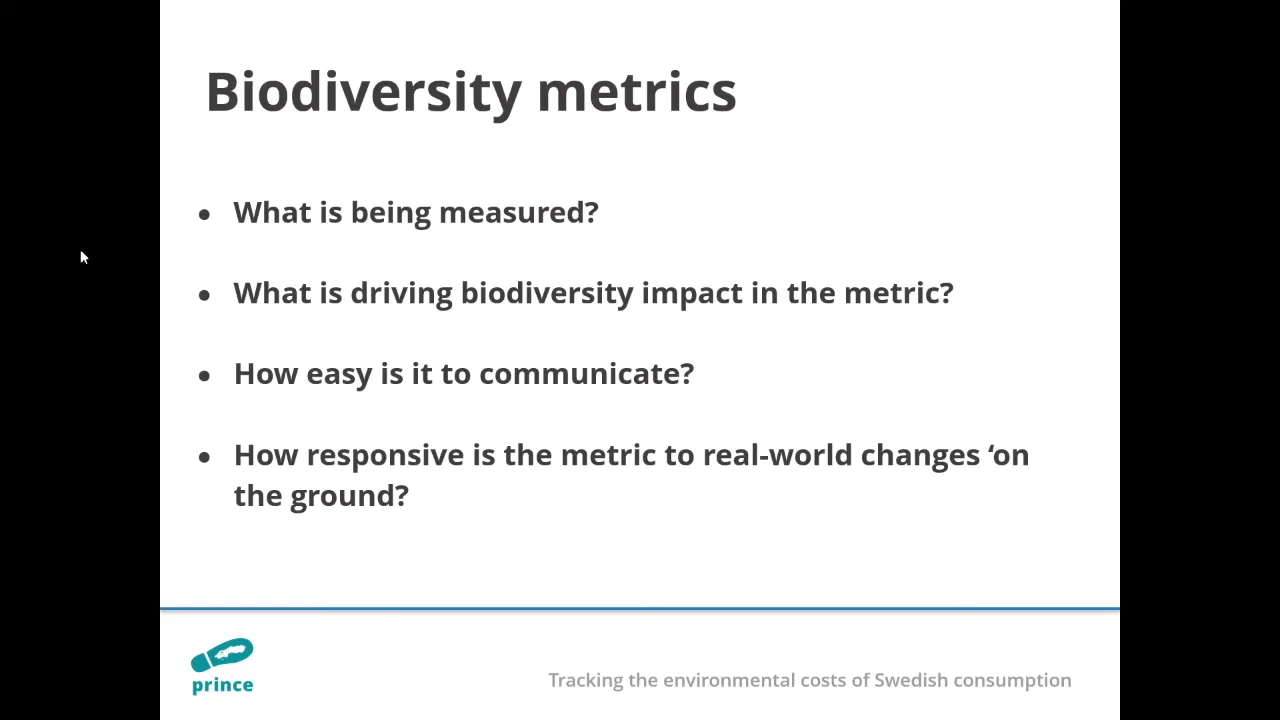 Biodiversity metrics
• What is being measured?
• What is driving biodiversity impact in the metric?
• How easy is it to communicate?
• How responsive is the metric to real-world changes ‘on
the ground?
prince
Tracking the environmental costs of Swedish consumption